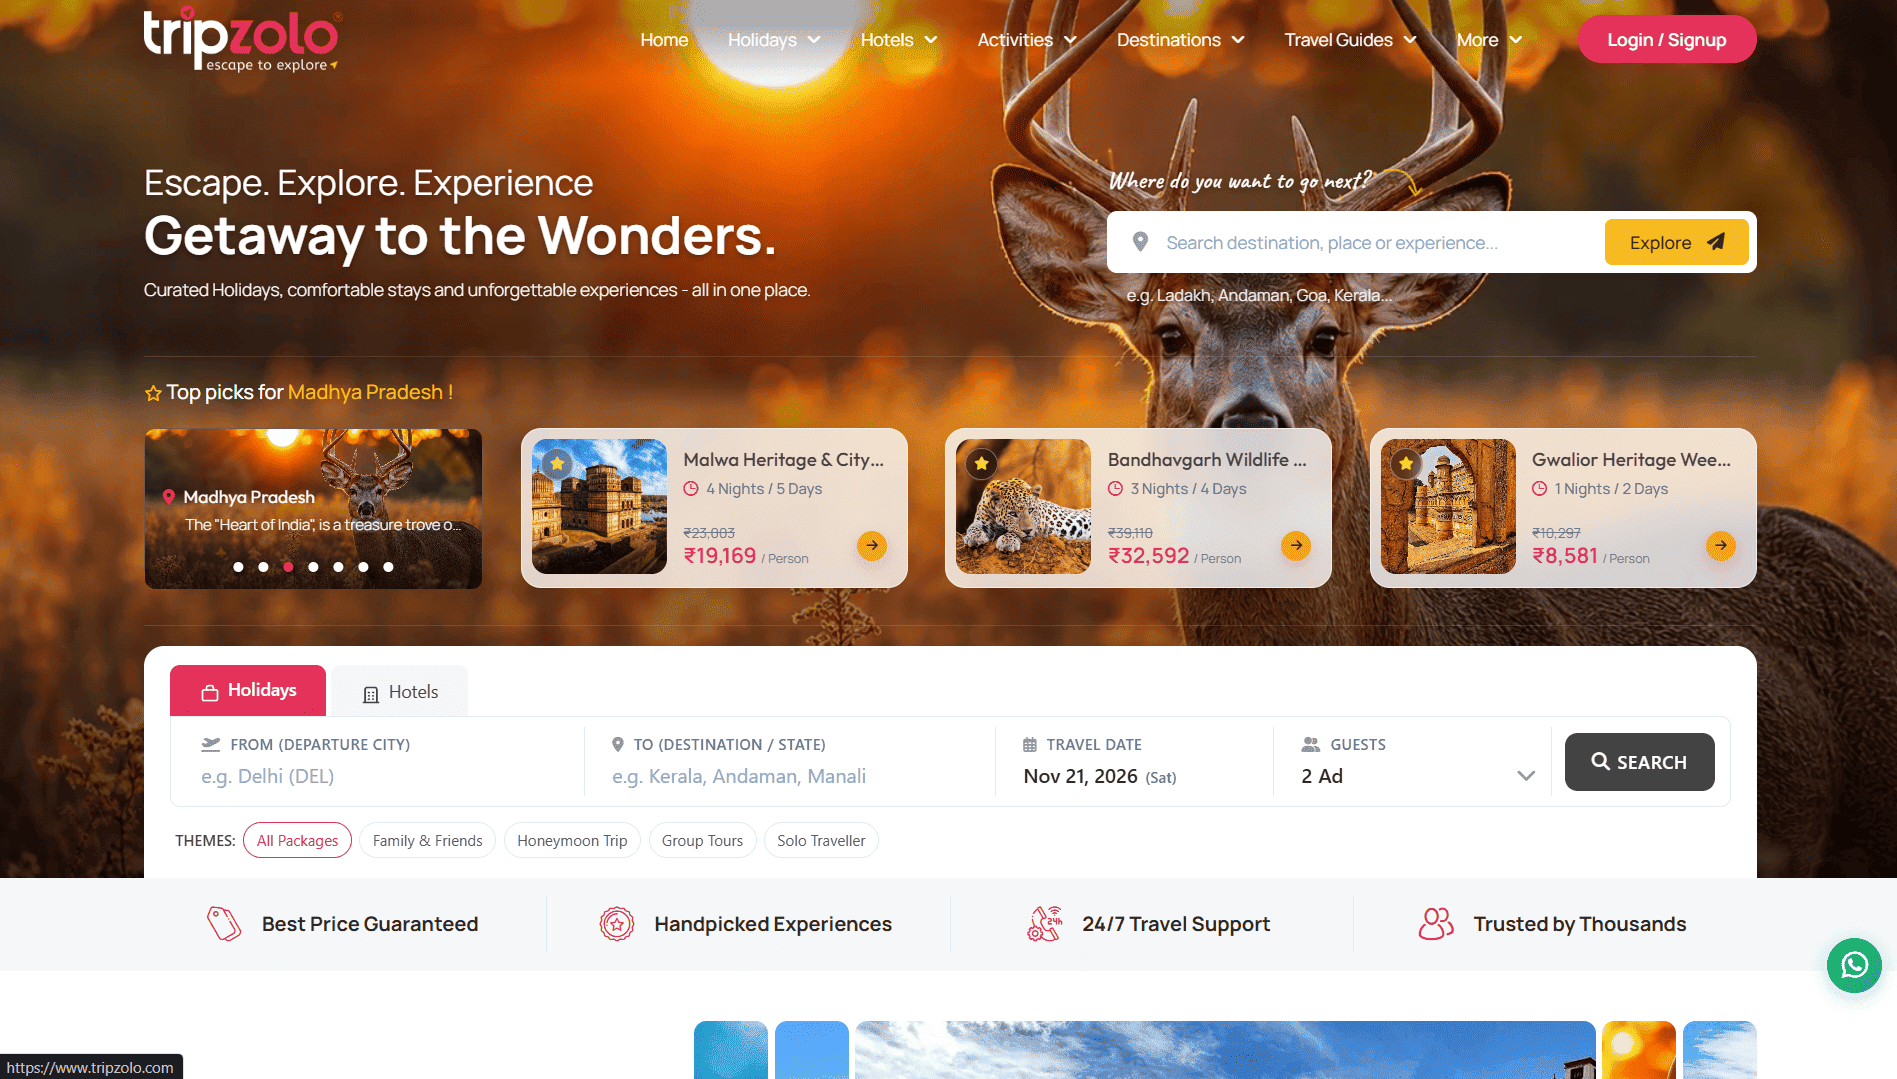 tripzolo
escape to explore
Home
Holidays
Hotels
Activities
Destinations
Travel Guides
More
Login / Signup
Escape. Explore. Experience
Getaway to the Wonders.
Curated Holidays, comfortable stays and unforgettable experiences - all in one place.
Where do you want to go next?
Search destination, place or experience...
Explore
e.g. Ladakh, Andaman, Goa, Kerala...
Top picks for Madhya Pradesh !
Madhya Pradesh
The "Heart of India", is a treasure trove o...
Malwa Heritage & City...
4 Nights / 5 Days
₹23,003
₹19,169 / Person
Bandhavgarh Wildlife ...
3 Nights / 4 Days
₹39,110
₹32,592 / Person
Gwalior Heritage Wee...
1 Nights / 2 Days
₹10,297
₹8,581 / Person
Holidays
Hotels
FROM (DEPARTURE CITY)
e.g. Delhi (DEL)
TO (DESTINATION / STATE)
e.g. Kerala, Andaman, Manali
TRAVEL DATE
Nov 21, 2026 (Sat)
GUESTS
2 Ad
SEARCH
THEMES:
All Packages
Family & Friends
Honeymoon Trip
Group Tours
Solo Traveller
Best Price Guaranteed
Handpicked Experiences
24h
24/7 Travel Support
Trusted by Thousands
https://www.tripzolo.com